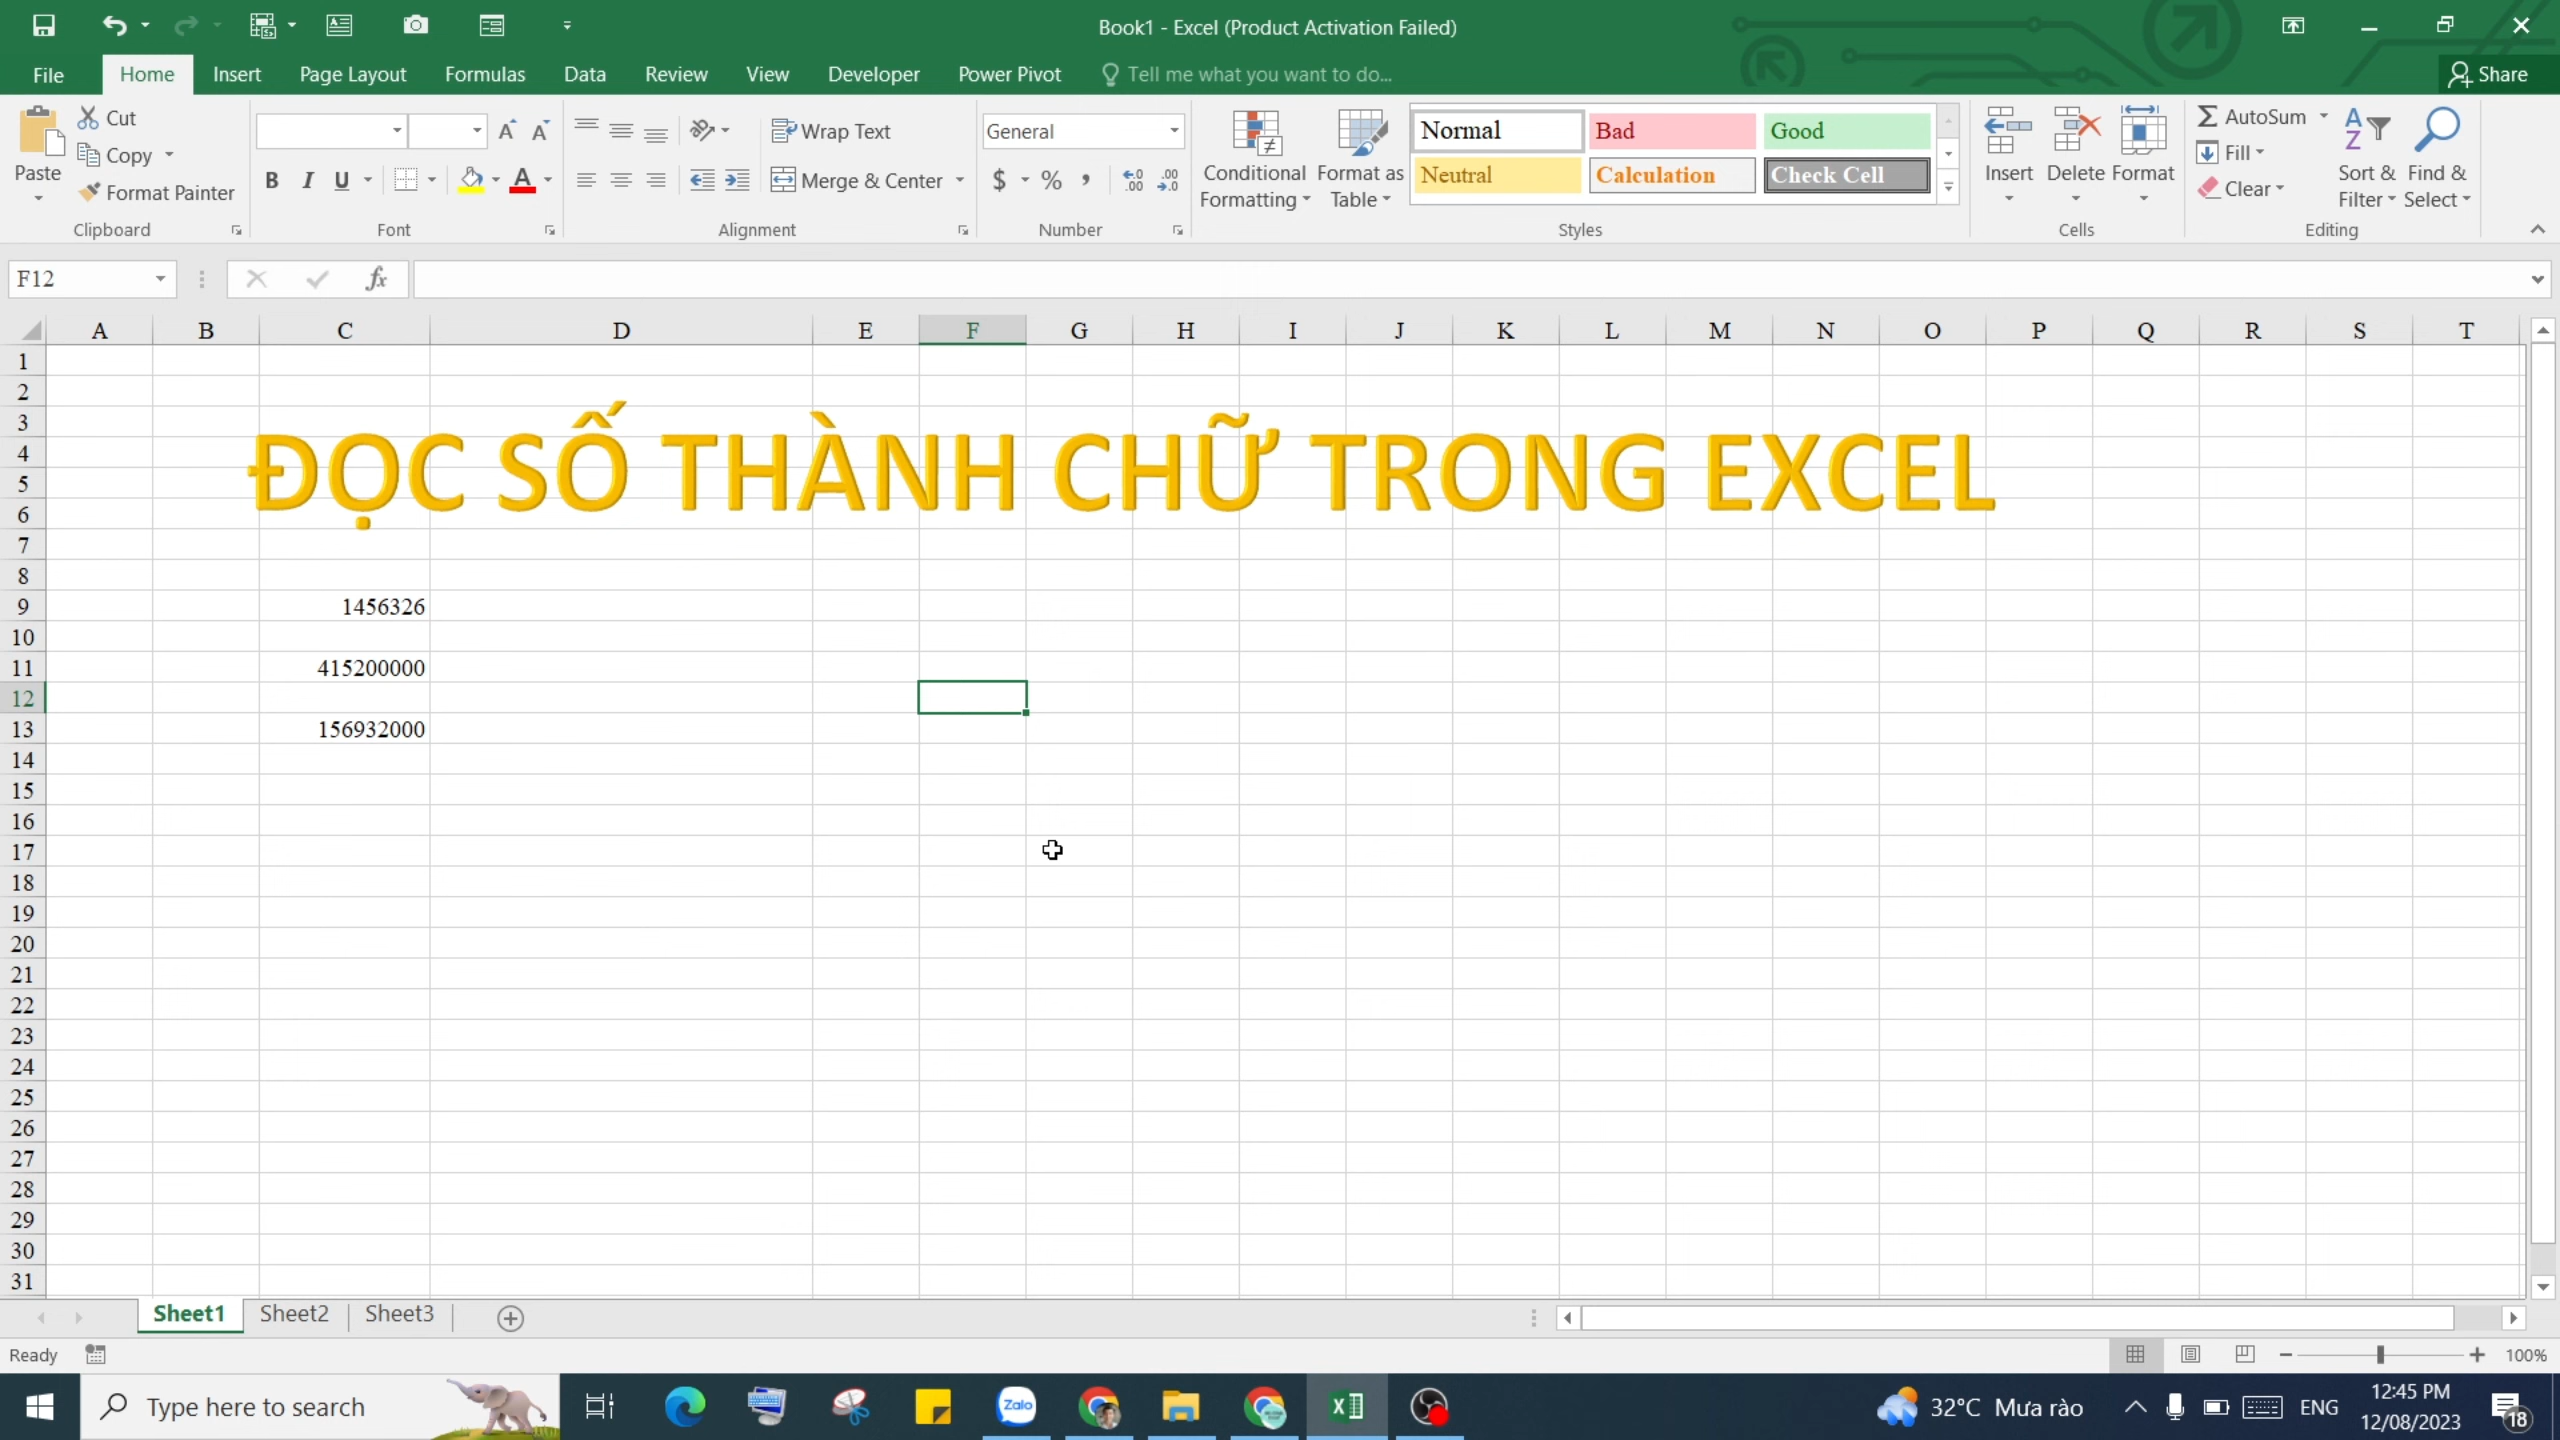 Book1 - Excel (Product Activation Failed)
File Home Insert Page Layout Formulas Data Review View Developer Power Pivot Tell me what you want to do... Share
Paste Cut Copy Format Painter
Clipboard
B I U A
Font
Wrap Text
Merge & Center
Alignment
General
$ % ,
Number
Conditional Formatting
Format as Table
Normal Bad Good
Neutral Calculation Check Cell
Styles
Insert Delete Format
Cells
AutoSum
Fill
Clear
Sort & Filter
Find & Select
Editing
F12 fx
A B C D E F G H I J K L M N O P Q R S T
1
2
3
ĐỌC SỐ THÀNH CHỮ TRONG EXCEL
4
5
6
7
8
9 1456326
10
11 415200000
12
13 156932000
14
15
16
17
18
19
20
21
22
23
24
25
26
27
28
29
30
31
Sheet1 Sheet2 Sheet3
Ready 100%
Type here to search Zalo 32°C Mưa rào ENG 12:45 PM
12/08/2023 18